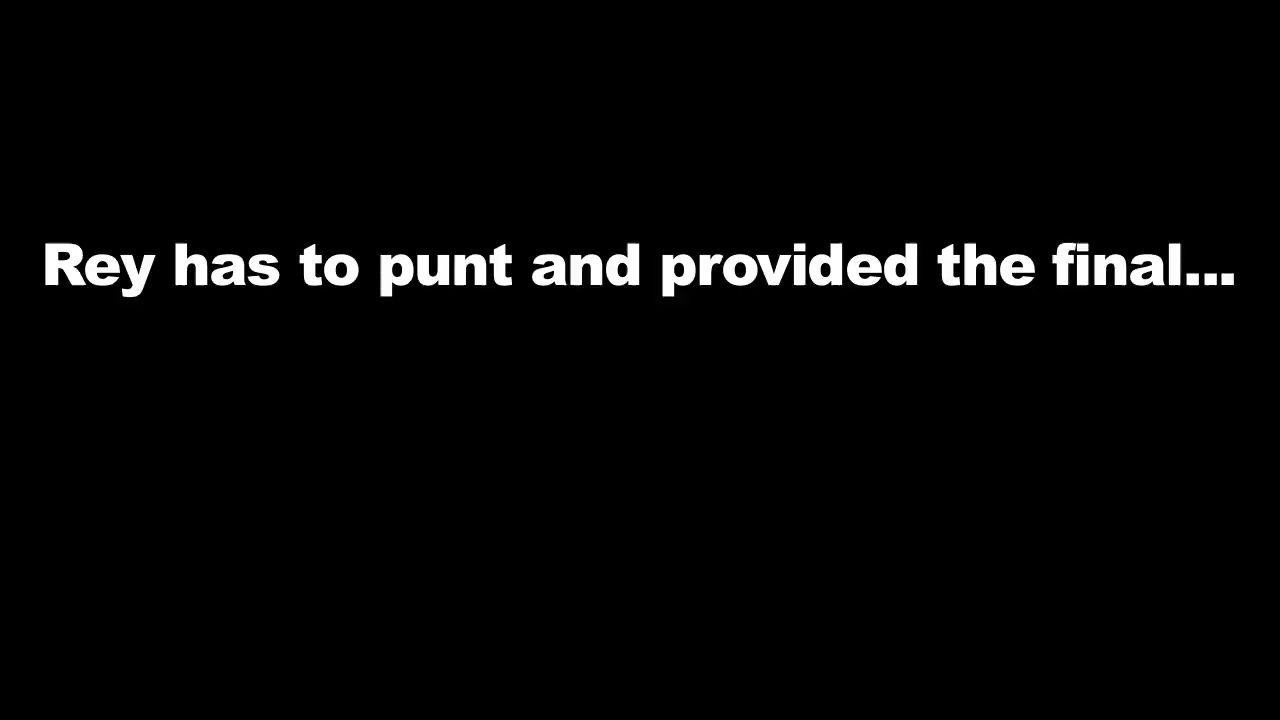 Rey has to punt and provided the final...